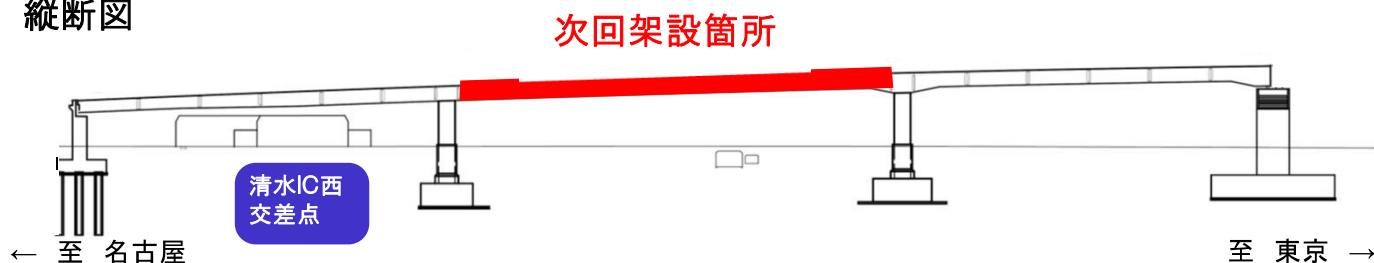 縦断図
次回架設箇所
清水IC西
交差点
← 至 名古屋
至 東京 →